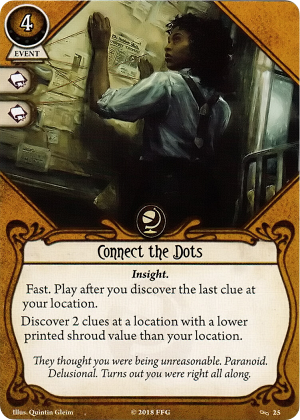 4
EVENT
Connect the Dots
Insight.
Fast. Play after you discover the last clue at
your location.
Discover 2 clues at a location with a lower
printed shroud value than your location.
They thought you were being unreasonable. Paranoid.
Delusional. Turns out you were right all along.
Illus. Quintin Gleim
© 2018 FFG
25